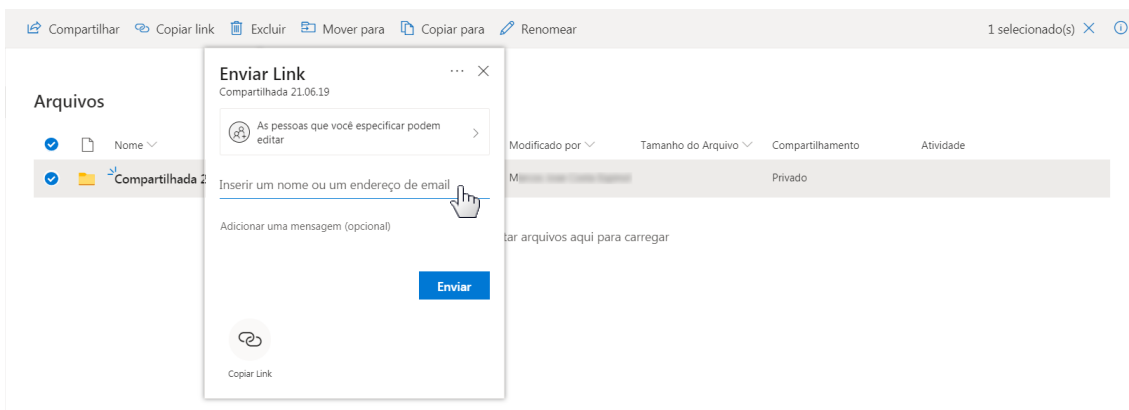 Compartilhar Copiar link Excluir Mover para Copiar para Renomear 1 selecionado(s)
Enviar Link
Compartilhada 21.06.19
Arquivos
As pessoas que você especificar podem
editar
Nome Modificado por Tamanho do Arquivo Compartilhamento Atividade
Compartilhada 2 Privado
Inserir um nome ou um endereço de email
Adicionar uma mensagem (opcional)
tar arquivos aqui para carregar
Enviar
Copiar Link